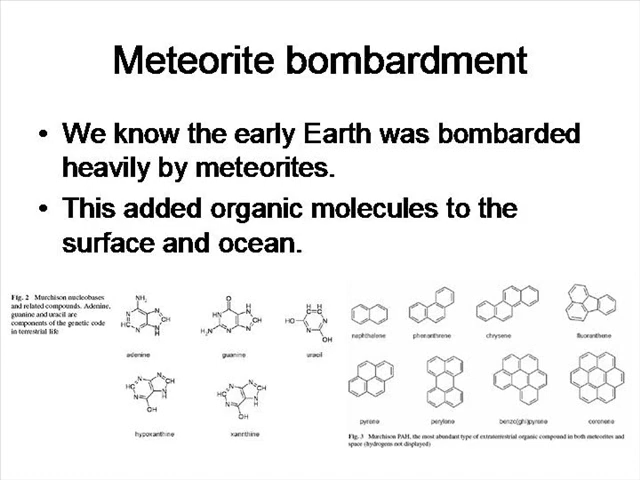 Meteorite bombardment
• We know the early Earth was bombarded
heavily by meteorites.
• This added organic molecules to the
surface and ocean.
Fig. 2 Murchison nucleobases
and related compounds. Adenine,
guanine and uracil are
components of the genetic code
in terrestrial life
adenine guanine uracil
hypoxanthine xanthine
naphthalene phenanthrene chrysene fluoranthene
pyrene perylene benzo(ghi)pyrene coronene
Fig. 3 Murchison PAH, the most abundant type of extraterrestrial organic compound in both meteorites and
space (hydrogens not displayed)